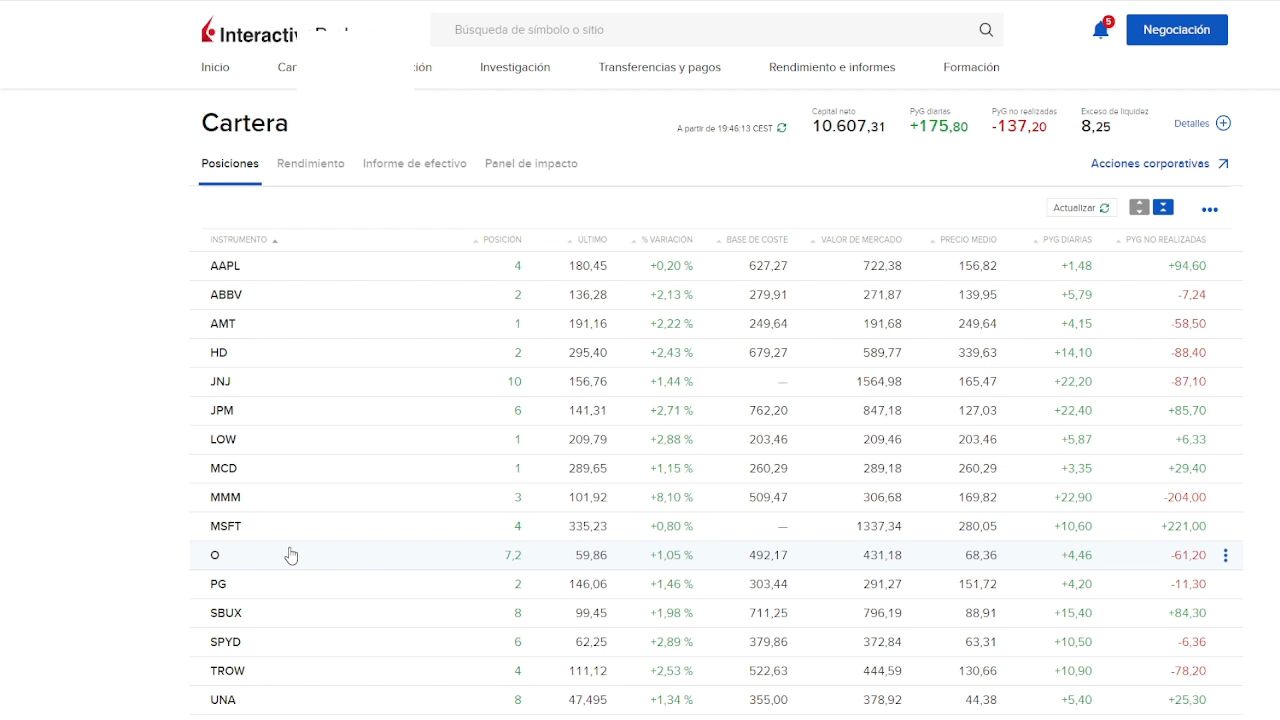 Búsqueda de símbolo o sitio
5
Negociación
Inicio
Investigación
Transferencias y pagos
Rendimiento e informes
Formación
Cartera
A partir de 19:46:13 CEST
Capital neto
10.607,31
PyG diarias
+175,80
PyG no realizadas
-137,20
Exceso de liquidez
8,25
Detalles
Posiciones Rendimiento Informe de efectivo Panel de impacto
Acciones corporativas
Actualizar
INSTRUMENTO POSICIÓN ÚLTIMO % VARIACIÓN BASE DE COSTE VALOR DE MERCADO PRECIO MEDIO PYG DIARIAS PYG NO REALIZADAS
AAPL 4 180,45 +0,20 % 627,27 722,38 156,82 +1,48 +94,60
ABBV 2 136,28 +2,13 % 279,91 271,87 139,95 +5,79 -7,24
AMT 1 191,16 +2,22 % 249,64 191,68 249,64 +4,15 -58,50
HD 2 295,40 +2,43 % 679,27 589,77 339,63 +14,10 -88,40
JNJ 10 156,76 +1,44 % — 1564,98 165,47 +22,20 -87,10
JPM 6 141,31 +2,71 % 762,20 847,18 127,03 +22,40 +85,70
LOW 1 209,79 +2,88 % 203,46 209,46 203,46 +5,87 +6,33
MCD 1 289,65 +1,15 % 260,29 289,18 260,29 +3,35 +29,40
MMM 3 101,92 +8,10 % 509,47 306,68 169,82 +22,90 -204,00
MSFT 4 335,23 +0,80 % — 1337,34 280,05 +10,60 +221,00
O 7,2 59,86 +1,05 % 492,17 431,18 68,36 +4,46 -61,20
PG 2 146,06 +1,46 % 303,44 291,27 151,72 +4,20 -11,30
SBUX 8 99,45 +1,98 % 711,25 796,19 88,91 +15,40 +84,30
SPYD 6 62,25 +2,89 % 379,86 372,84 63,31 +10,50 -6,36
TROW 4 111,12 +2,53 % 522,63 444,59 130,66 +10,90 -78,20
UNA 8 47,495 +1,34 % 355,00 378,92 44,38 +5,40 +25,30